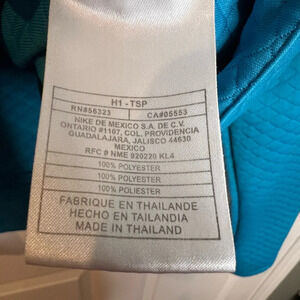 H1 - TSP
RN#56323 CA#05553
NIKE DE MEXICO S.A. DE C.V.
ONTARIO #1107, COL. PROVIDENCIA
GUADALAJARA, JALISCO 44630
MEXICO
RFC # NME 920220 KL4
100% POLYESTER
100% POLIESTER
100% POLYESTER
FABRIQUE EN THAILANDE
HECHO EN TAILANDIA
MADE IN THAILAND